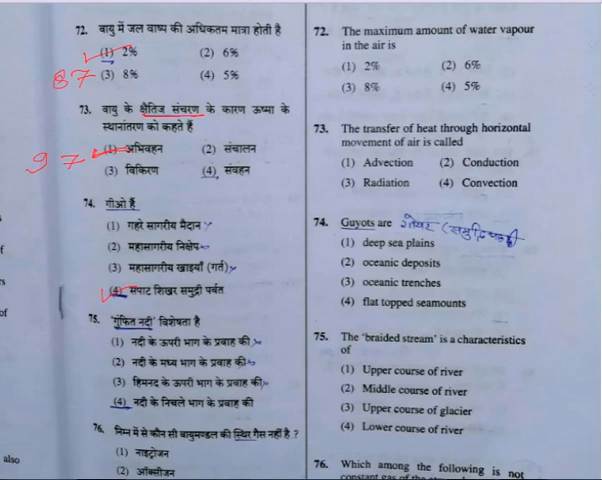 72. वायु में जल वाष्प की अधिकतम मात्रा होती है
(1) 2% (2) 6%
(3) 8% (4) 5%
87
73. वायु के क्षैतिज संचरण के कारण ऊष्मा के
स्थानांतरण को कहते हैं
(1) अभिवहन (2) संचालन
(3) विकिरण (4) संवहन
97
74. गीओ हैं
(1) गहरे सागरीय मैदान
(2) महासागरीय निक्षेप
(3) महासागरीय खाइयाँ (गर्त)
(4) सपाट शिखर समुद्री पर्वत
75. 'गुंफित नदी' विशेषता है
(1) नदी के ऊपरी भाग के प्रवाह की
(2) नदी के मध्य भाग के प्रवाह की
(3) हिमनद के ऊपरी भाग के प्रवाह की
(4) नदी के निचले भाग के प्रवाह की
76. निम्न में से कौन सी वायुमण्डल की स्थिर गैस नहीं है ?
(1) नाइट्रोजन
(2) ऑक्सीजन
72. The maximum amount of water vapour
in the air is
(1) 2% (2) 6%
(3) 8% (4) 5%
73. The transfer of heat through horizontal
movement of air is called
(1) Advection (2) Conduction
(3) Radiation (4) Convection
74. Guyots are
(1) deep sea plains
(2) oceanic deposits
(3) oceanic trenches
(4) flat topped seamounts
75. The 'braided stream' is a characteristics
of
(1) Upper course of river
(2) Middle course of river
(3) Upper course of glacier
(4) Lower course of river
76. Which among the following is not
constant gas of the
f
rs
of
also